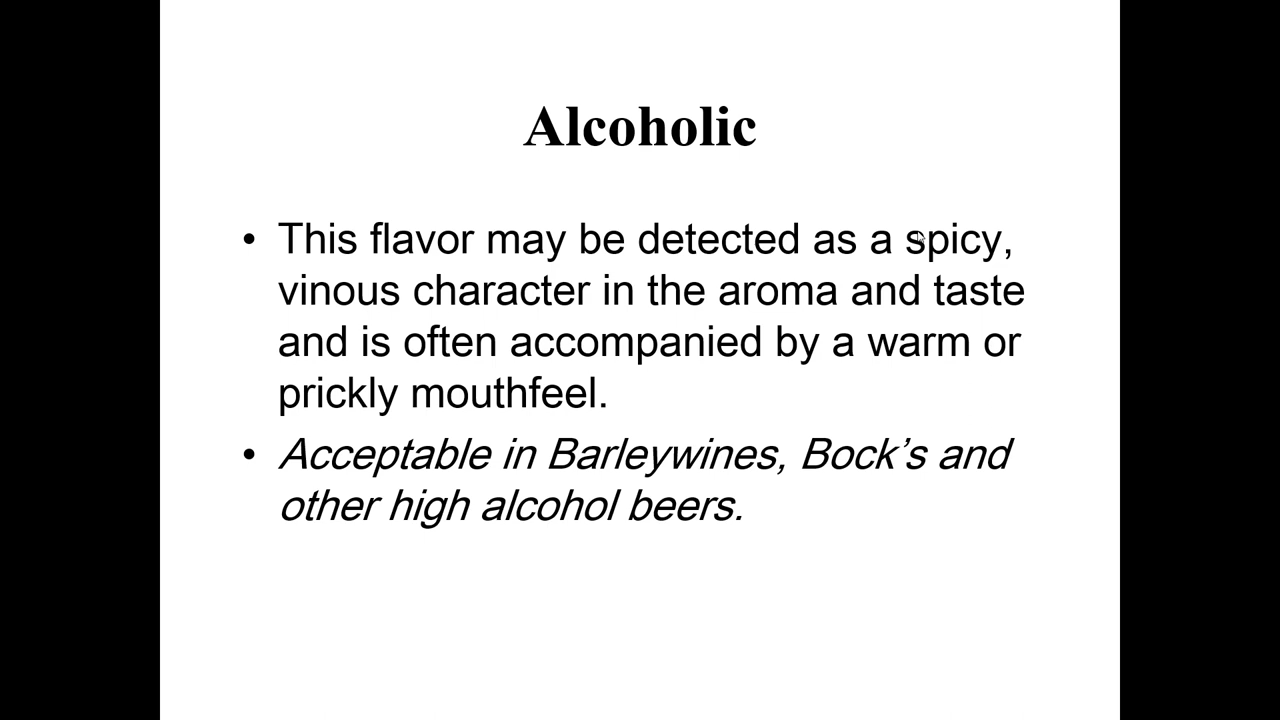 Alcoholic
• This flavor may be detected as a spicy,
vinous character in the aroma and taste
and is often accompanied by a warm or
prickly mouthfeel.
• Acceptable in Barleywines, Bock’s and
other high alcohol beers.